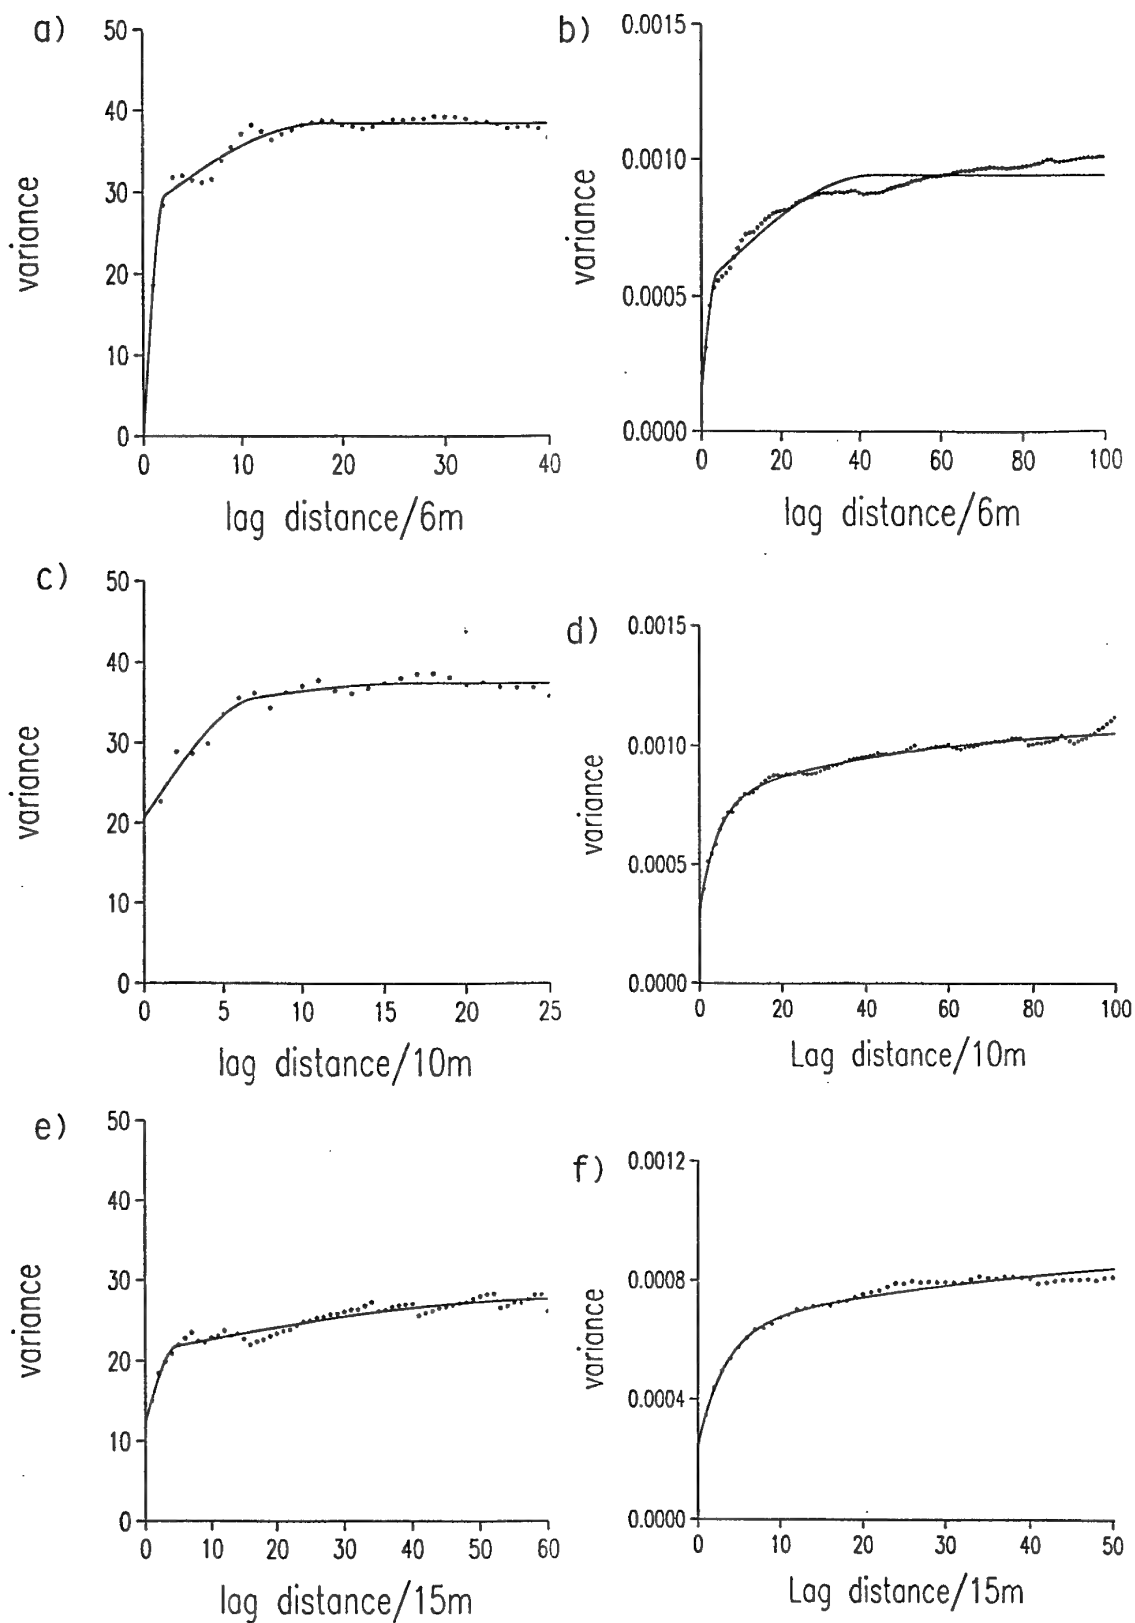 a)
50
40
30
20
10
0
variance
0 10 20 30 40
lag distance/6m
b)
0.0015
0.0010
0.0005
0.0000
variance
0 20 40 60 80 100
lag distance/6m
c)
50
40
30
20
10
0
variance
0 5 10 15 20 25
lag distance/10m
d)
0.0015
0.0010
0.0005
0.0000
variance
0 20 40 60 80 100
Lag distance/10m
e)
50
40
30
20
10
0
variance
0 10 20 30 40 50 60
lag distance/15m
f)
0.0012
0.0008
0.0004
0.0000
variance
0 10 20 30 40 50
Lag distance/15m